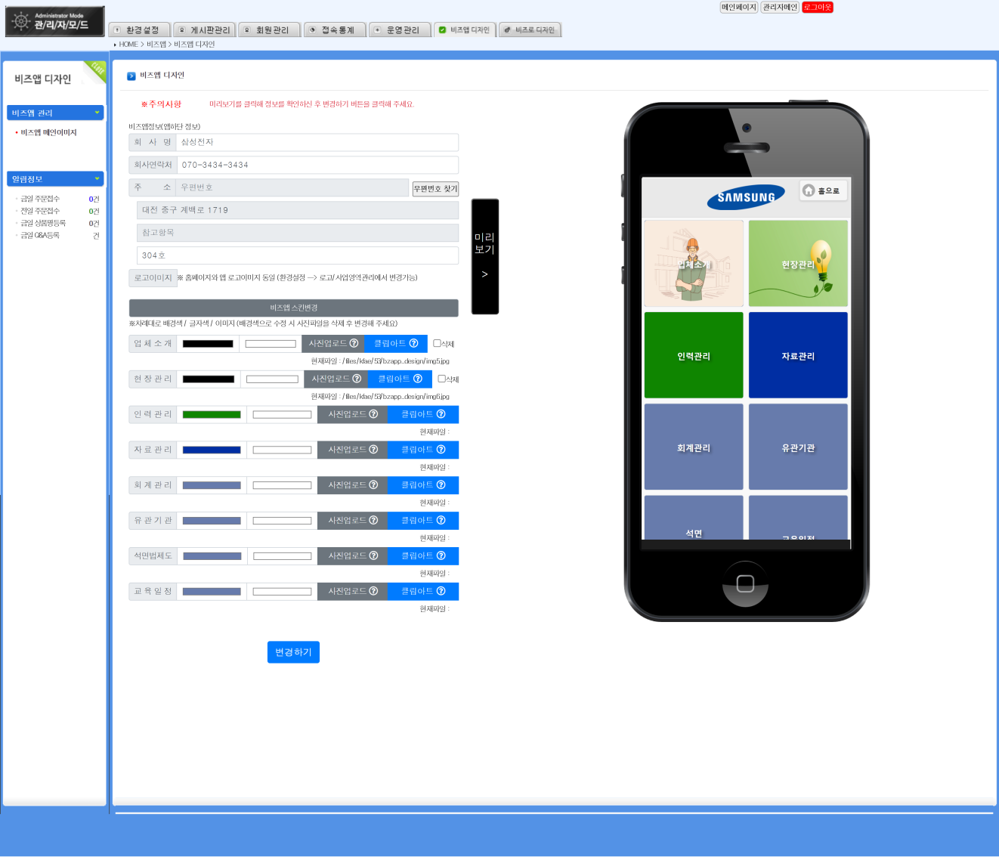 메인페이지 관리자메인 로그아웃
Administrator Mode
관/리/자/모/드
환경설정 게시판관리 회원관리 접속통계 운영관리 비즈앱 디자인 비즈로 디자인
HOME > 비즈앱 > 비즈앱 디자인
비즈앱 디자인
CLOSE
비즈앱 관리
• 비즈앱 메인이미지
알림정보
금일 주문접수 0건
전일 주문접수 0건
금일 상품평등록 0건
금일 Q&A등록 건
비즈앱 디자인
※주의사항 미리보기를 클릭해 정보를 확인하신 후 변경하기 버튼을 클릭해 주세요.
비즈앱정보(앱하단 정보)
회 사 명 삼성전자
회사연락처 070-3434-3434
주 소 우편번호 우편번호 찾기
대전 중구 계백로 1719
참고항목
304호
로고이미지 ※ 홈페이지와 앱 로고이미지 동일 (환경설정 --> 로고/사업영역관리에서 변경가능)
비즈앱 스킨변경
※차례대로 배경색 / 글자색 / 이미지 (배경색으로 수정 시 사진파일을 삭제 후 변경해 주세요)
업 체 소 개 사진업로드 클립아트 삭제
현재파일 : /files/kfae/53/bzapp_design/img5.jpg
현 장 관 리 사진업로드 클립아트 삭제
현재파일 : /files/kfae/53/bzapp_design/img6.jpg
인 력 관 리 사진업로드 클립아트
현재파일 :
자 료 관 리 사진업로드 클립아트
현재파일 :
회 계 관 리 사진업로드 클립아트
현재파일 :
유 관 기 관 사진업로드 클립아트
현재파일 :
석면법제도 사진업로드 클립아트
현재파일 :
교 육 일 정 사진업로드 클립아트
현재파일 :
변경하기
미리
보기
>
SAMSUNG 홈으로
업체소개 현장관리
인력관리 자료관리
회계관리 유관기관
석면 교육일정